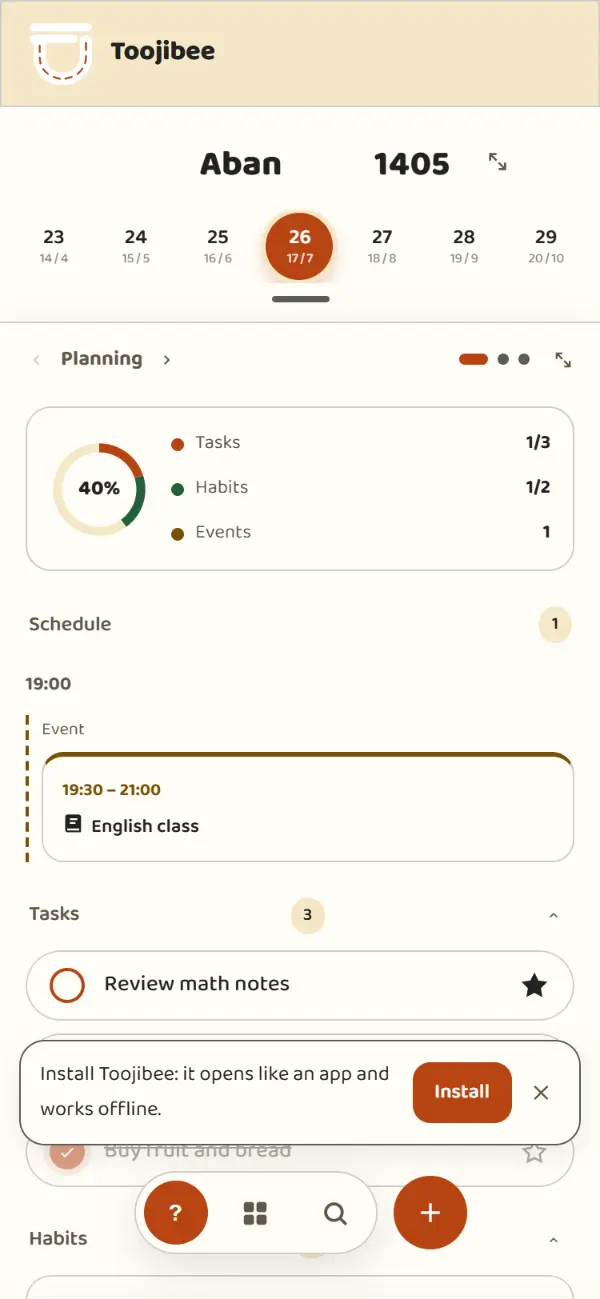 Toojibee
Aban 1405
23 24 25 26 27 28 29
14/4 15/5 16/6 17/7 18/8 19/9 20/10
Planning
40%
Tasks 1/3
Habits 1/2
Events 1
Schedule 1
19:00
Event
19:30 – 21:00
English class
Tasks 3
Review math notes
Install Toojibee: it opens like an app and
works offline.
Install
Buy fruit and bread
?
Habits